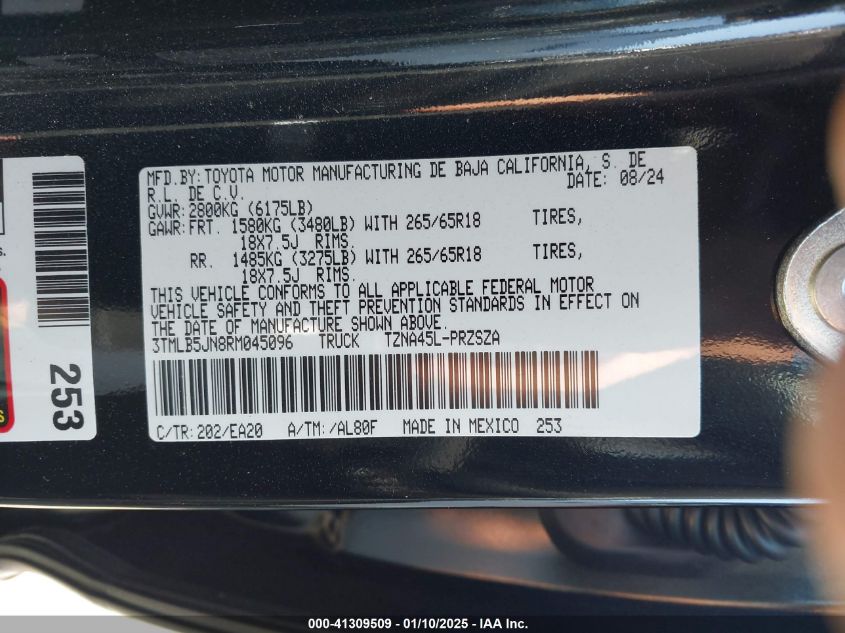 MFD.BY:TOYOTA MOTOR MANUFACTURING DE BAJA CALIFORNIA, S. DE
R.L. DE C.V. DATE: 08/24
GVWR:2800KG (6175LB)
GAWR:FRT. 1580KG (3480LB) WITH 265/65R18 TIRES,
18X7.5J RIMS.
RR. 1485KG (3275LB) WITH 265/65R18 TIRES,
18X7.5J RIMS.
THIS VEHICLE CONFORMS TO ALL APPLICABLE FEDERAL MOTOR
VEHICLE SAFETY AND THEFT PREVENTION STANDARDS IN EFFECT ON
THE DATE OF MANUFACTURE SHOWN ABOVE.
3TMLB5JN8RM045096 TRUCK TZNA45L-PRZSZA
C/TR:202/EA20 A/TM:/AL80F MADE IN MEXICO 253
253
000-41309509 - 01/10/2025 - IAA Inc.